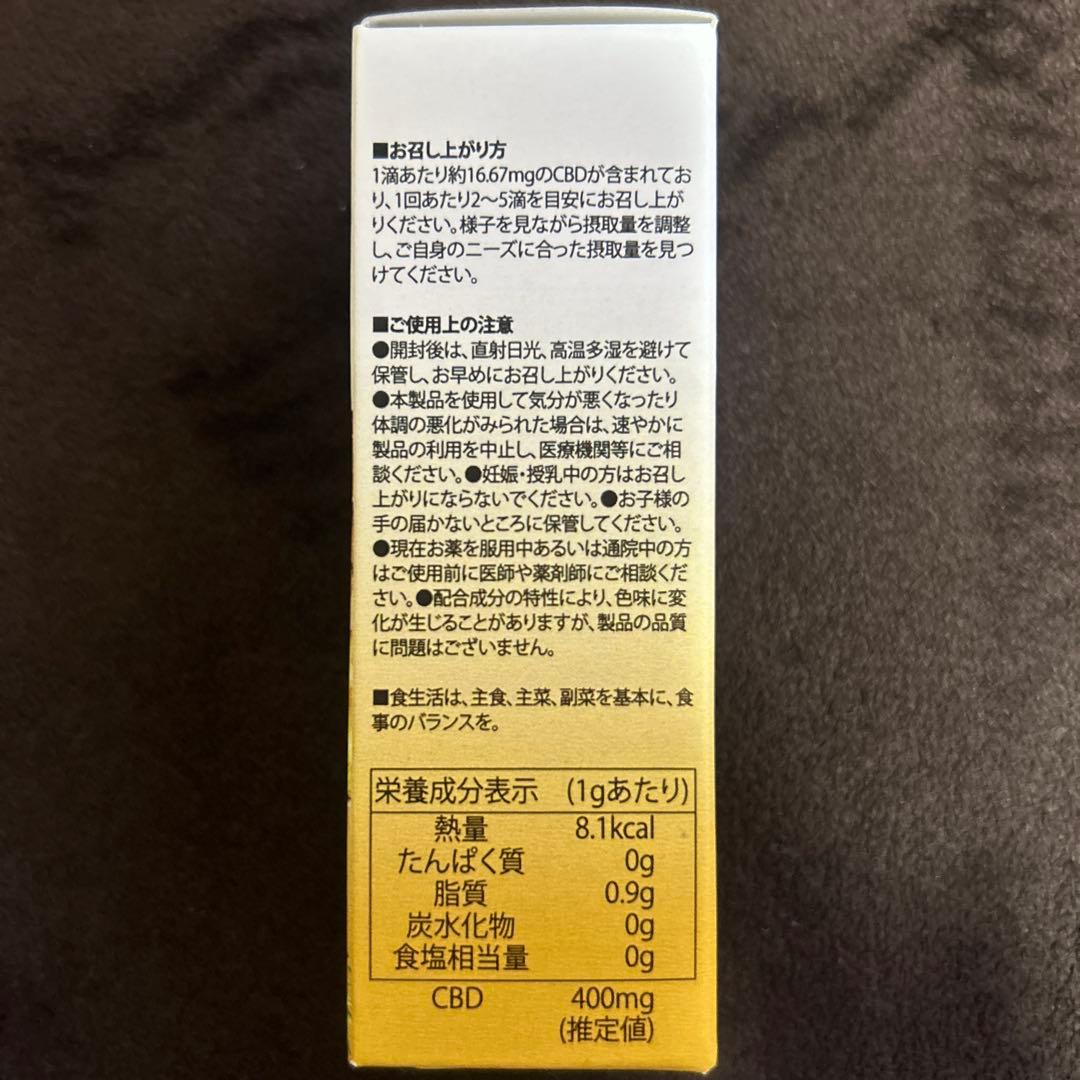 ■お召し上がり方
1滴あたり約16.67mgのCBDが含まれてお
り、1回あたり2〜5滴を目安にお召し上が
りください。様子を見ながら摂取量を調整
し、ご自身のニーズに合った摂取量を見つ
けてください。
■ご使用上の注意
●開封後は、直射日光、高温多湿を避けて
保管し、お早めにお召し上がりください。
●本製品を使用して気分が悪くなったり
体調の悪化がみられた場合は、速やかに
製品の利用を中止し、医療機関等にご相
談ください。●妊娠・授乳中の方はお召し
上がりにならないでください。●お子様の
手の届かないところに保管してください。
●現在お薬を服用中あるいは通院中の方
はご使用前に医師や薬剤師にご相談くだ
さい。●配合成分の特性により、色味に変
化が生じることがありますが、製品の品質
に問題はございません。
■食生活は、主食、主菜、副菜を基本に、食
事のバランスを。
栄養成分表示 (1gあたり)
熱量 8.1kcal
たんぱく質 0g
脂質 0.9g
炭水化物 0g
食塩相当量 0g
CBD 400mg
(推定値)